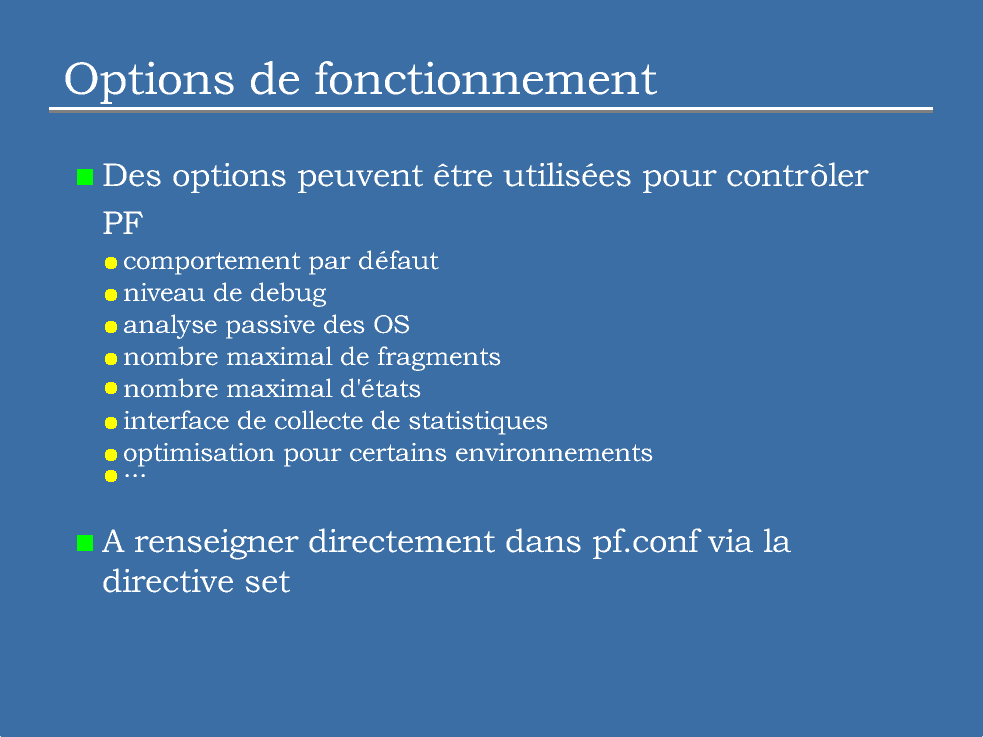 Options de fonctionnement
Des options peuvent être utilisées pour contrôler
PF
comportement par défaut
niveau de debug
analyse passive des OS
nombre maximal de fragments
nombre maximal d'états
interface de collecte de statistiques
optimisation pour certains environnements
...
A renseigner directement dans pf.conf via la
directive set